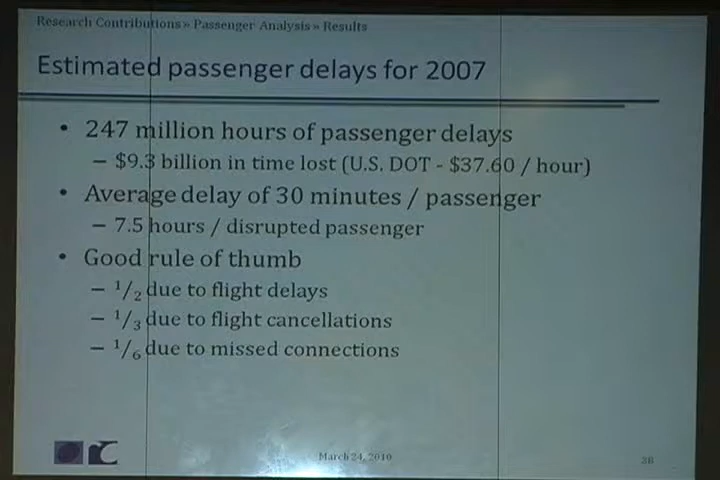 Research Contributions » Passenger Analysis » Results
Estimated passenger delays for 2007
• 247 million hours of passenger delays
– $9.3 billion in time lost (U.S. DOT - $37.60 / hour)
• Average delay of 30 minutes / passenger
– 7.5 hours / disrupted passenger
• Good rule of thumb
– 1/2 due to flight delays
– 1/3 due to flight cancellations
– 1/6 due to missed connections
March 24, 2010
38